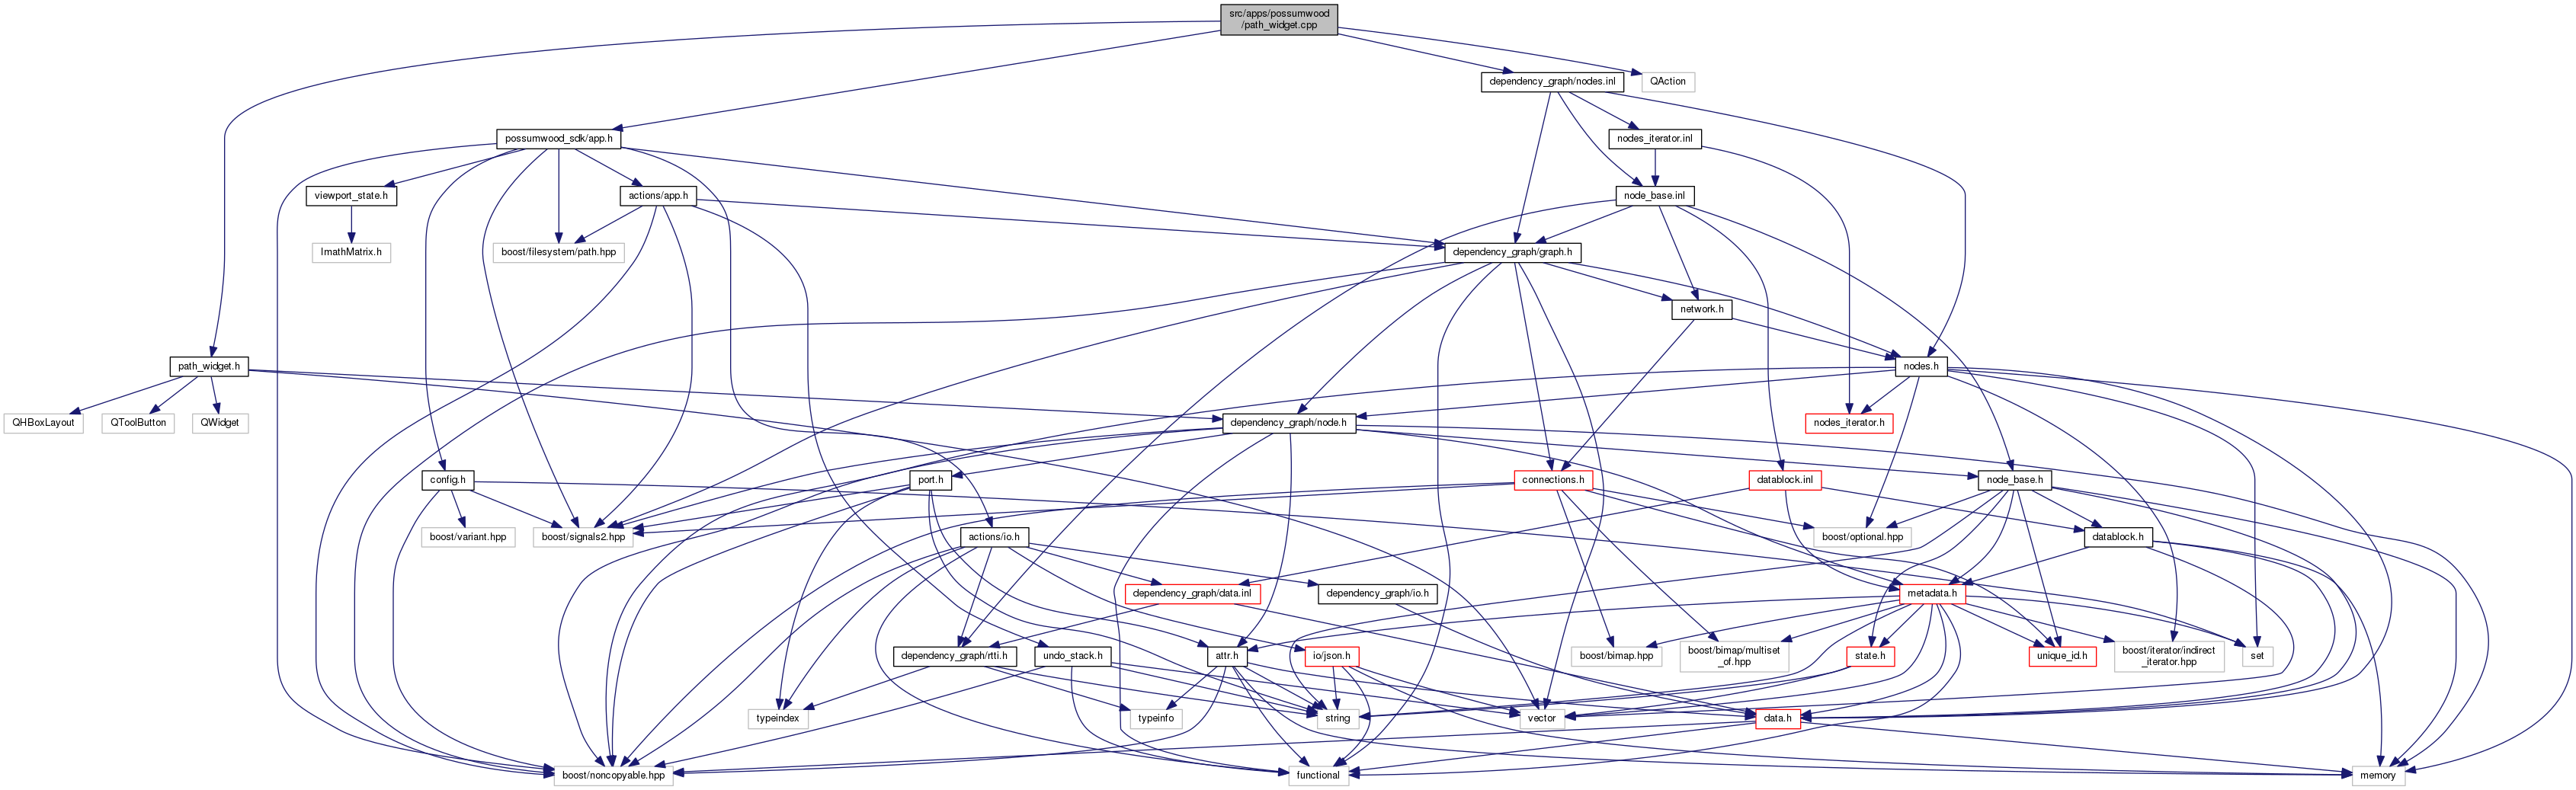 src/apps/possumwood
/path_widget.cpp
dependency_graph/nodes.inl
QAction
possumwood_sdk/app.h
nodes_iterator.inl
viewport_state.h
actions/app.h
node_base.inl
ImathMatrix.h
boost/filesystem/path.hpp
dependency_graph/graph.h
network.h
path_widget.h
nodes.h
QHBoxLayout
QToolButton
QWidget
dependency_graph/node.h
nodes_iterator.h
config.h
port.h
connections.h
datablock.inl
node_base.h
boost/variant.hpp
boost/signals2.hpp
actions/io.h
boost/optional.hpp
datablock.h
dependency_graph/data.inl
dependency_graph/io.h
metadata.h
dependency_graph/rtti.h
undo_stack.h
attr.h
io/json.h
boost/bimap.hpp
boost/bimap/multiset
_of.hpp
state.h
unique_id.h
boost/iterator/indirect
_iterator.hpp
set
typeindex
typeinfo
string
vector
data.h
boost/noncopyable.hpp
functional
memory